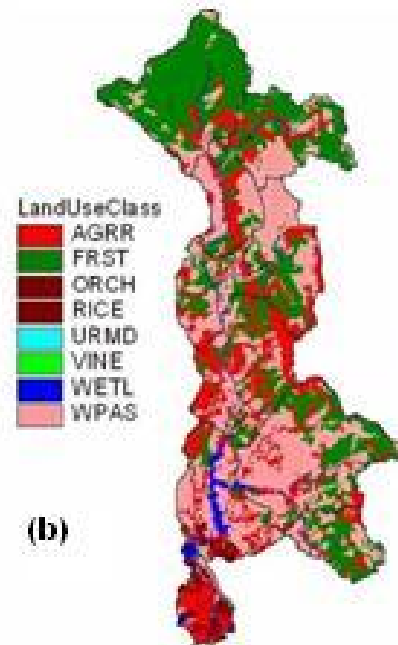 LandUseClass
AGRR
FRST
ORCH
RICE
URMD
VINE
WETL
WPAS
(b)